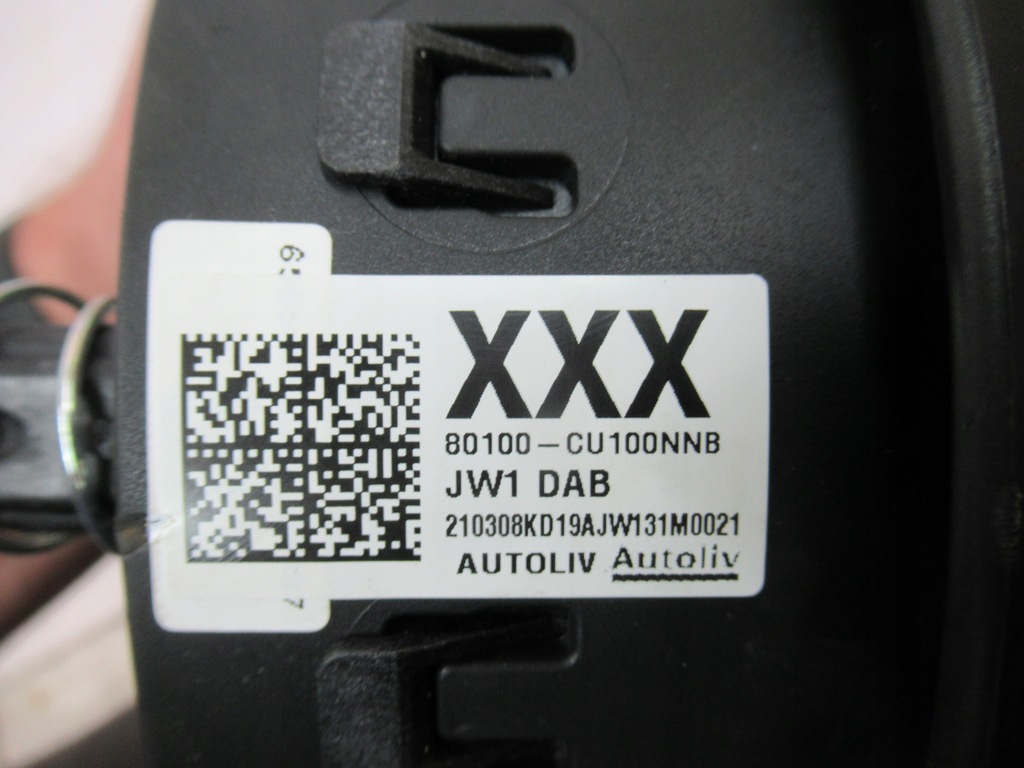 XXX
80100-CU100NNB
JW1 DAB
210308KD19AJW131M0021
AUTOLIV Autoliv